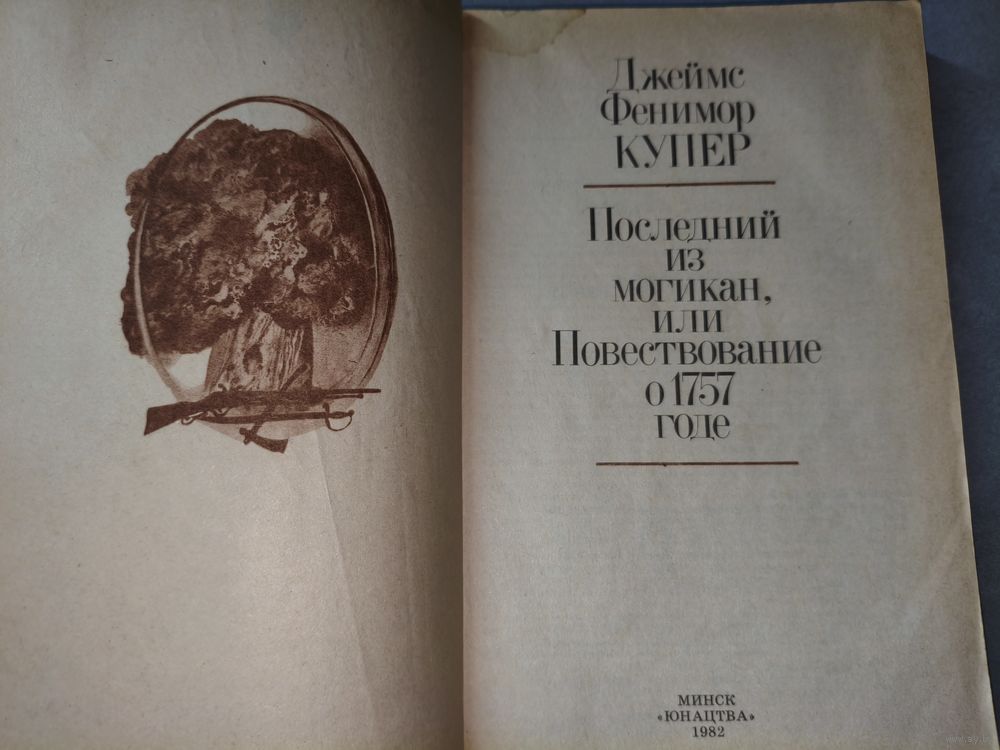 Джеймс
Фенимор
КУПЕР
Последний
из
могикан,
или
Повествование
о 1757
годе
МИНСК
«ЮНАЦТВА»
1982